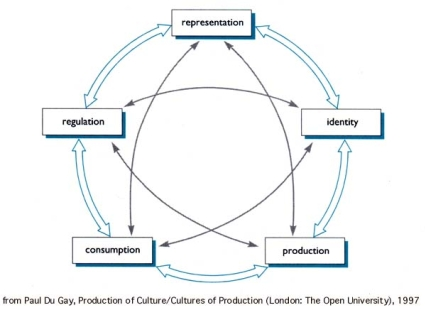 representation
regulation
identity
consumption
production
from Paul Du Gay, Production of Culture/Cultures of Production (London: The Open University), 1997